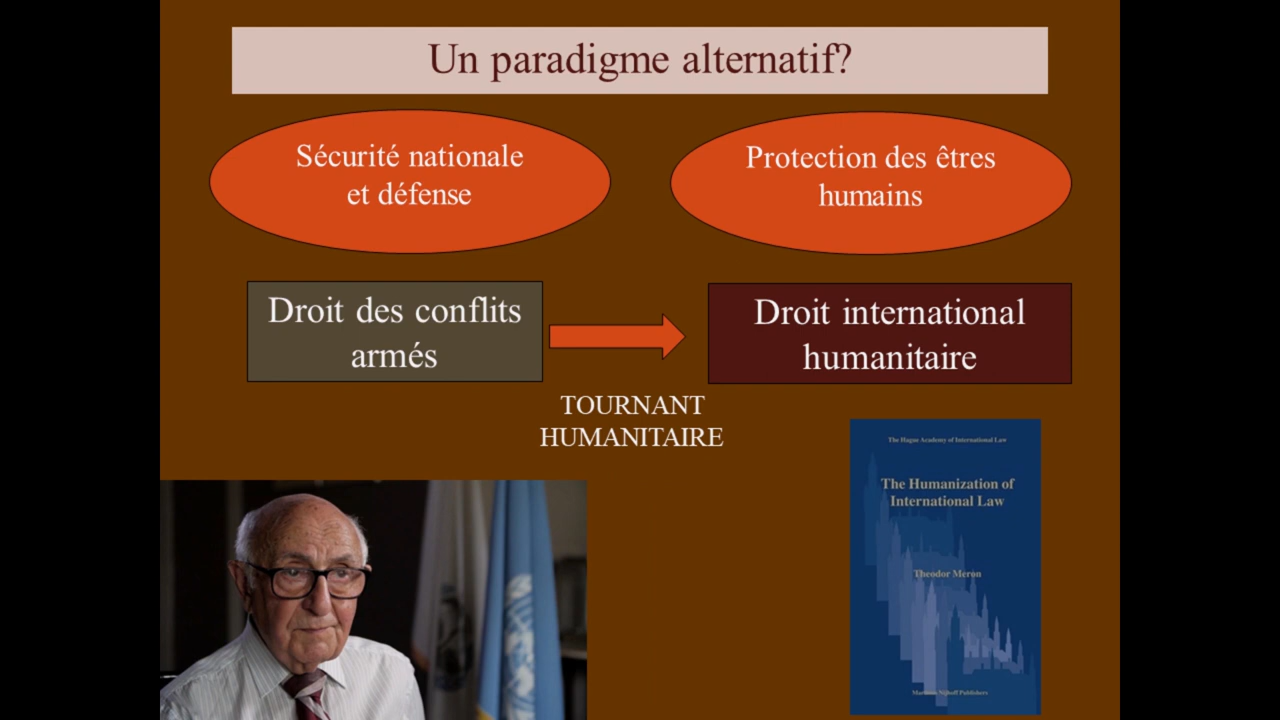 Un paradigme alternatif?
Sécurité nationale
et défense
Protection des êtres
humains
Droit des conflits
armés
Droit international
humanitaire
TOURNANT
HUMANITAIRE
The Hague Academy of International Law
The Humanization of
International Law
Theodor Meron
Martinus Nijhoff Publishers